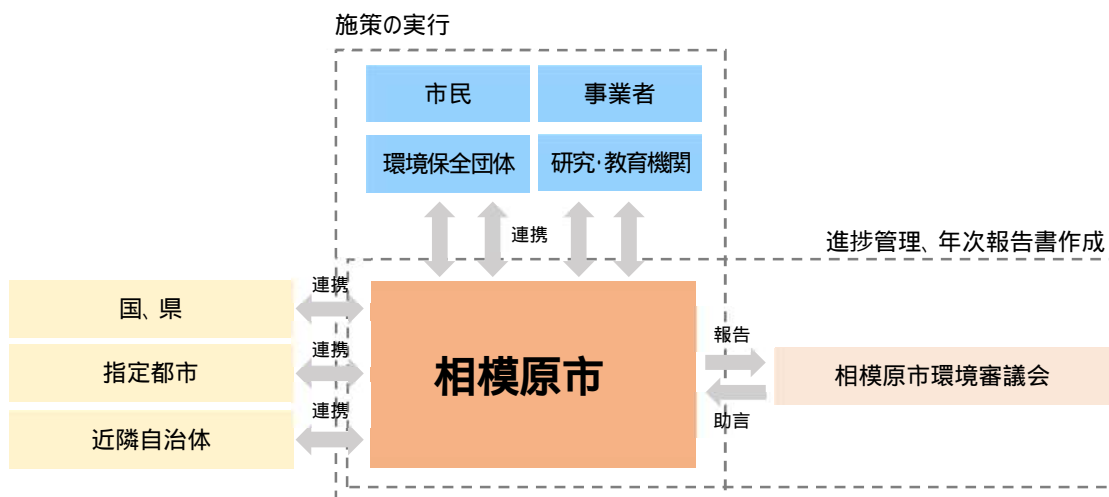 施策の実行
市民
事業者
環境保全団体
研究・教育機関
連携
進捗管理、年次報告書作成
連携
国、県
連携
指定都市
連携
近隣自治体
相模原市
報告
助言
相模原市環境審議会